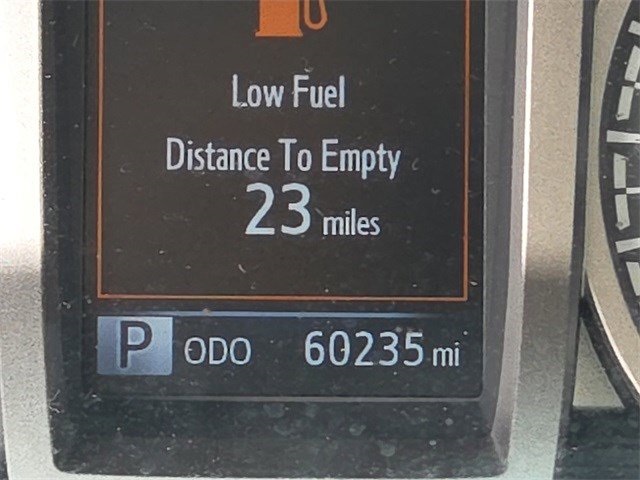 Low Fuel
Distance To Empty
23 miles
P ODO 60235 mi